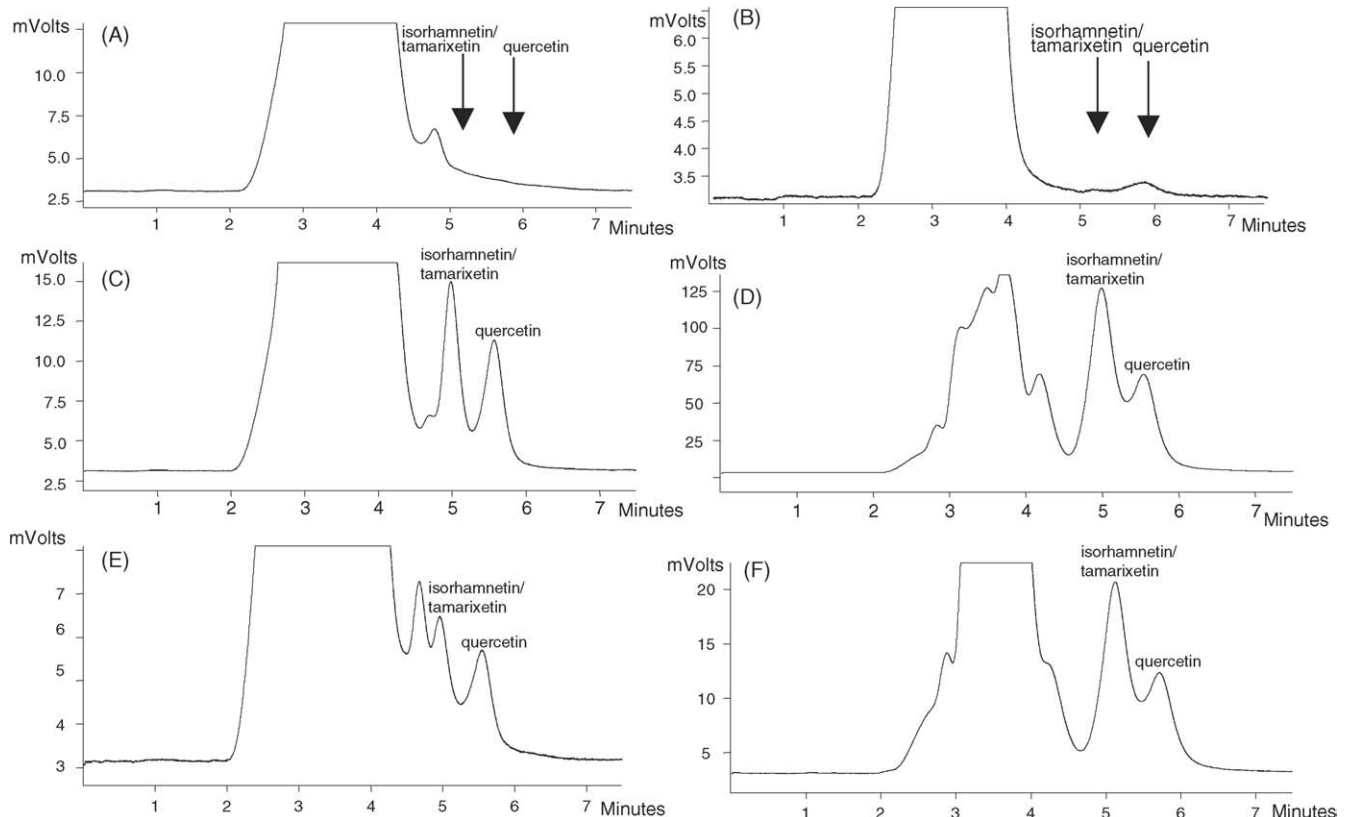 mVolts
(A)
isorhamnetin/
tamarixetin
quercetin
10.0
7.5
5.0
2.5
1 2 3 4 5 6 7 Minutes
(B)
isorhamnetin/
tamarixetin
quercetin
mVolts
6.0
5.5
5.0
4.5
4.0
3.5
1 2 3 4 5 6 7 Minutes
mVolts
(C)
isorhamnetin/
tamarixetin
quercetin
15.0
12.5
10.0
7.5
5.0
2.5
1 2 3 4 5 6 7 Minutes
mVolts
(D)
isorhamnetin/
tamarixetin
quercetin
125
100
75
50
25
1 2 3 4 5 6 7 Minutes
mVolts
(E)
isorhamnetin/
tamarixetin
quercetin
7
6
5
4
3
1 2 3 4 5 6 7 Minutes
mVolts
(F)
isorhamnetin/
tamarixetin
quercetin
20
15
10
5
1 2 3 4 5 6 7 Minutes